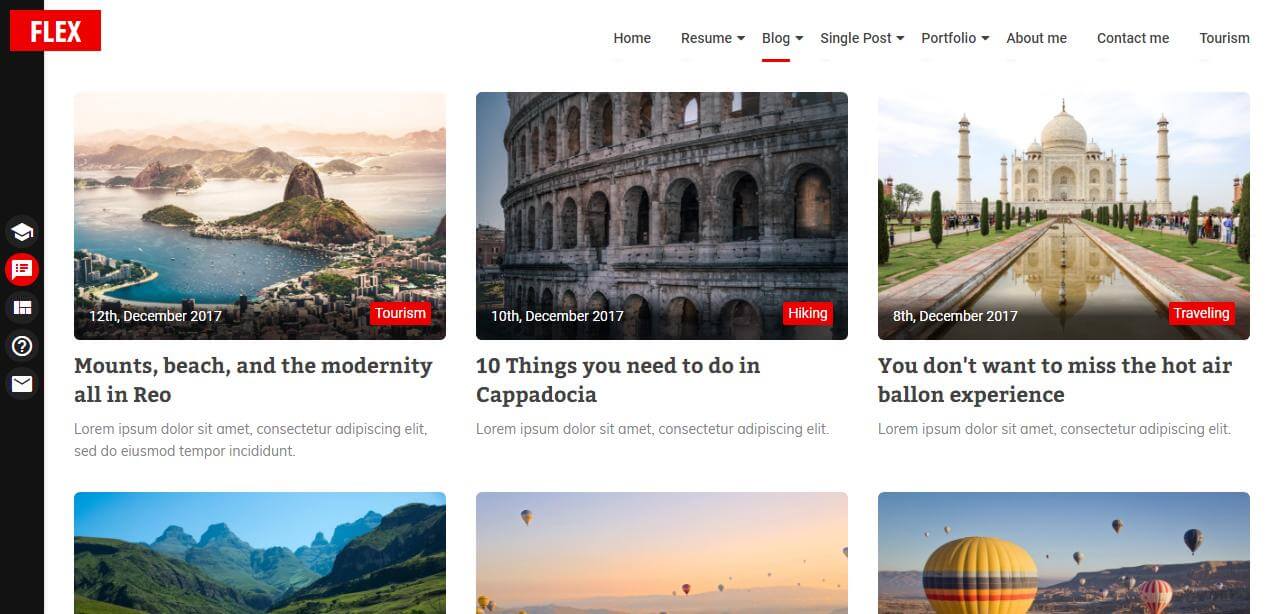 FLEX
Home Resume Blog Single Post Portfolio About me Contact me Tourism
12th, December 2017 Tourism
Mounts, beach, and the modernity
all in Reo
Lorem ipsum dolor sit amet, consectetur adipiscing elit,
sed do eiusmod tempor incididunt.
10th, December 2017 Hiking
10 Things you need to do in
Cappadocia
Lorem ipsum dolor sit amet, consectetur adipiscing elit.
8th, December 2017 Traveling
You don't want to miss the hot air
ballon experience
Lorem ipsum dolor sit amet, consectetur adipiscing elit.